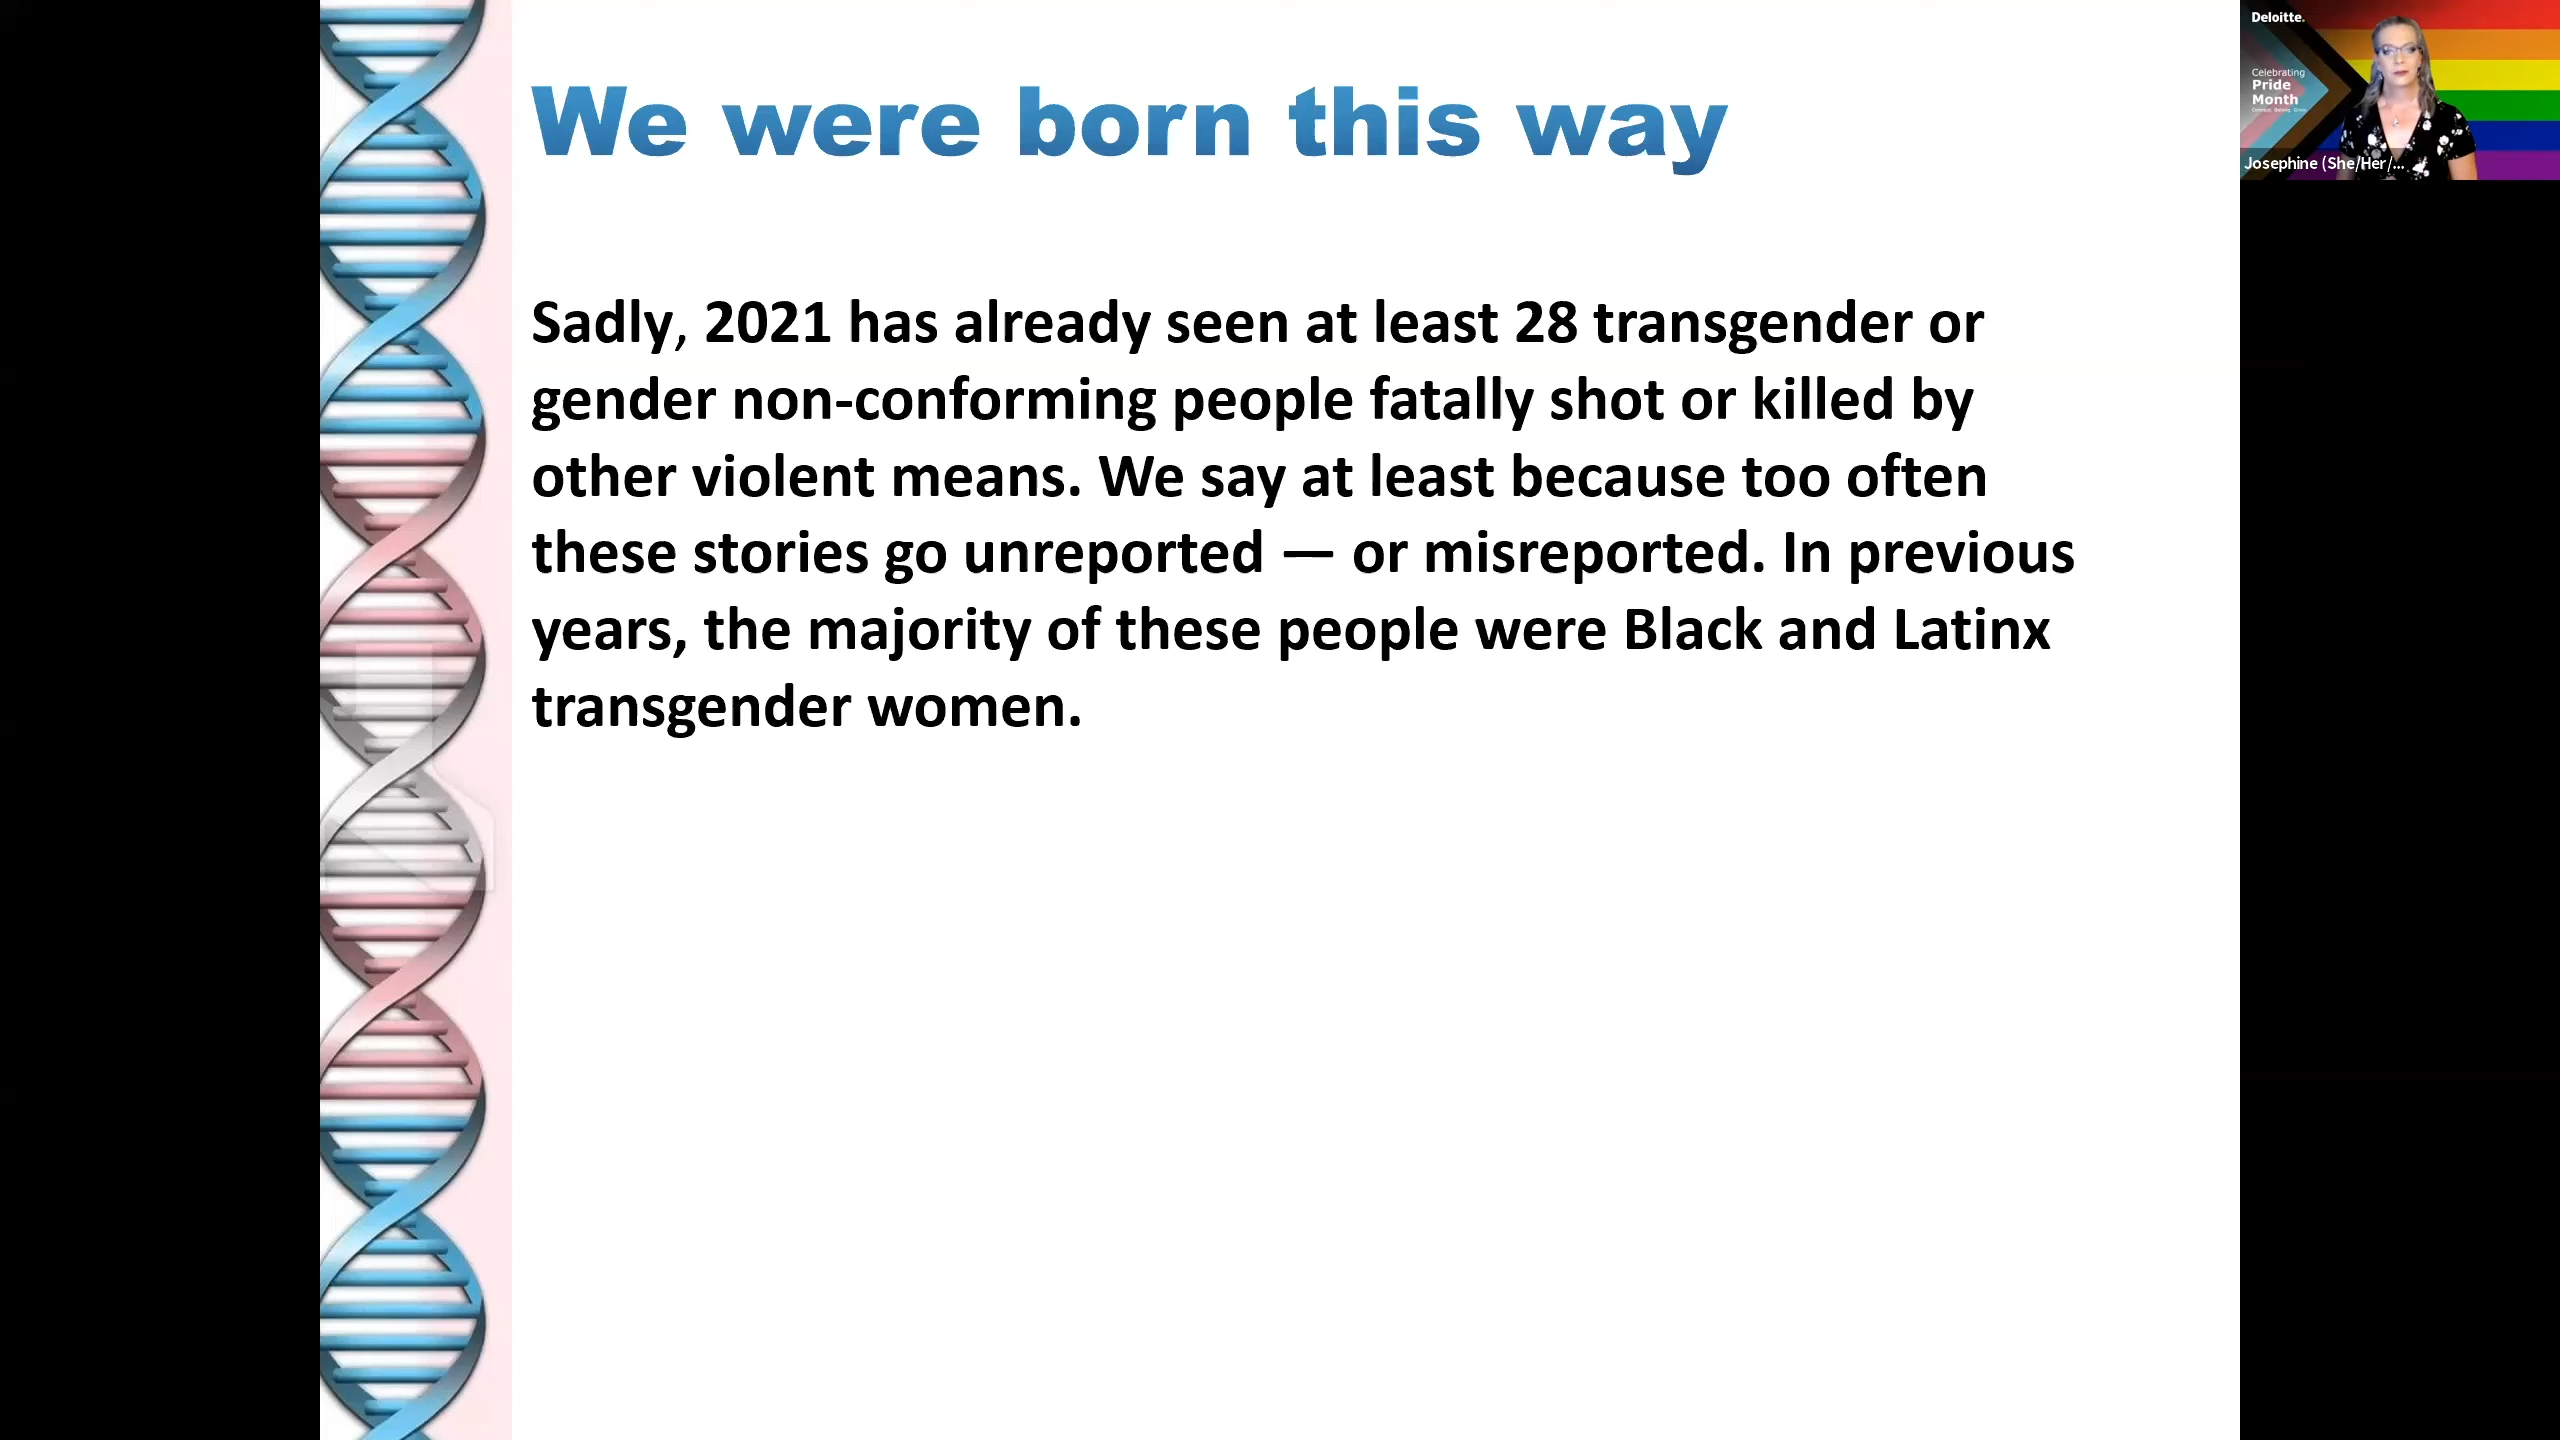 We were born this way
Sadly, 2021 has already seen at least 28 transgender or
gender non-conforming people fatally shot or killed by
other violent means. We say at least because too often
these stories go unreported — or misreported. In previous
years, the majority of these people were Black and Latinx
transgender women.
Deloitte.
Celebrating
Pride
Month
Josephine (She/Her/...